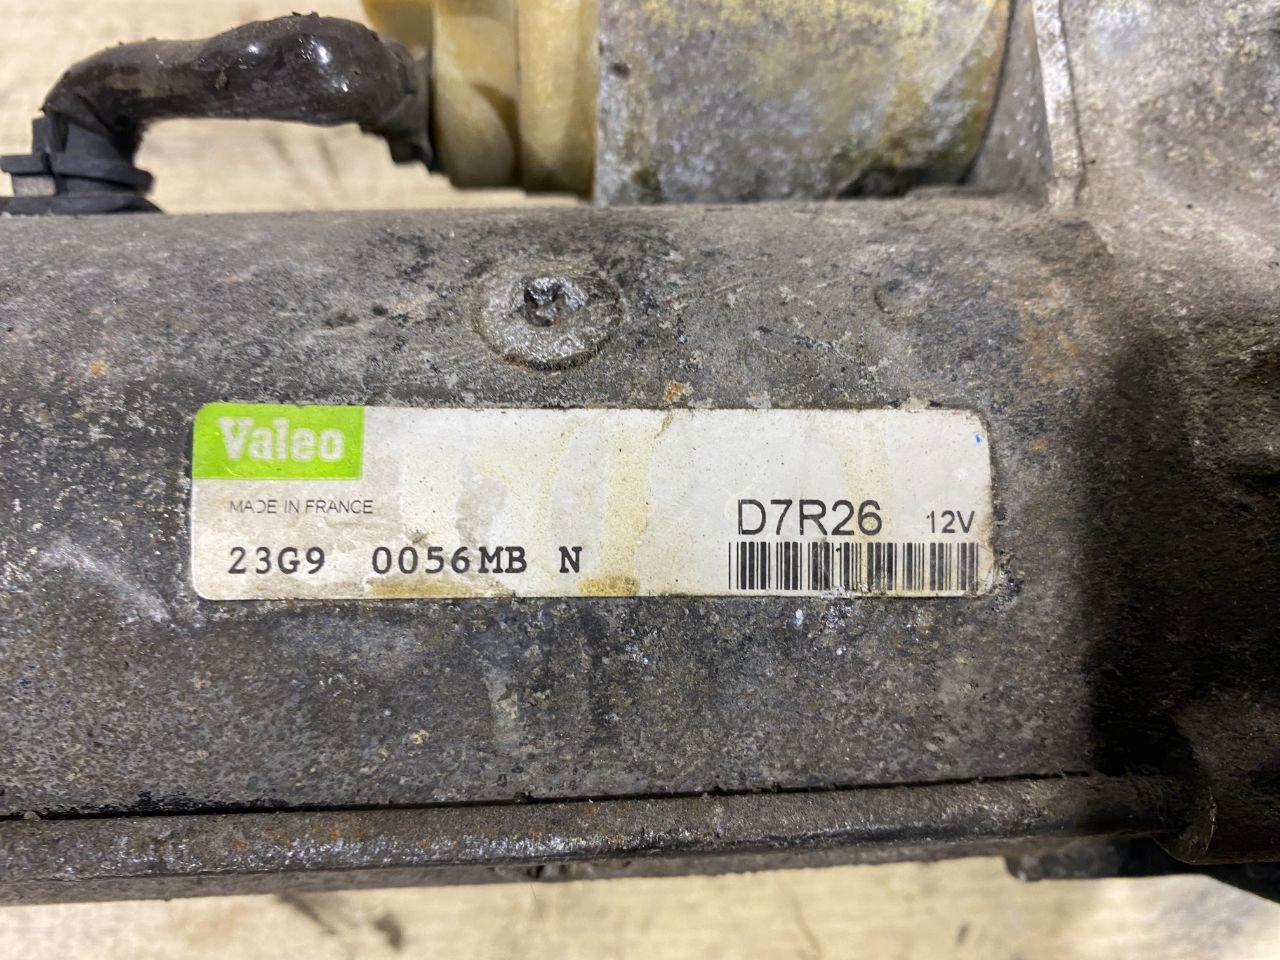 Valeo
MADE IN FRANCE
D7R26 12V
23G9 0056MB N